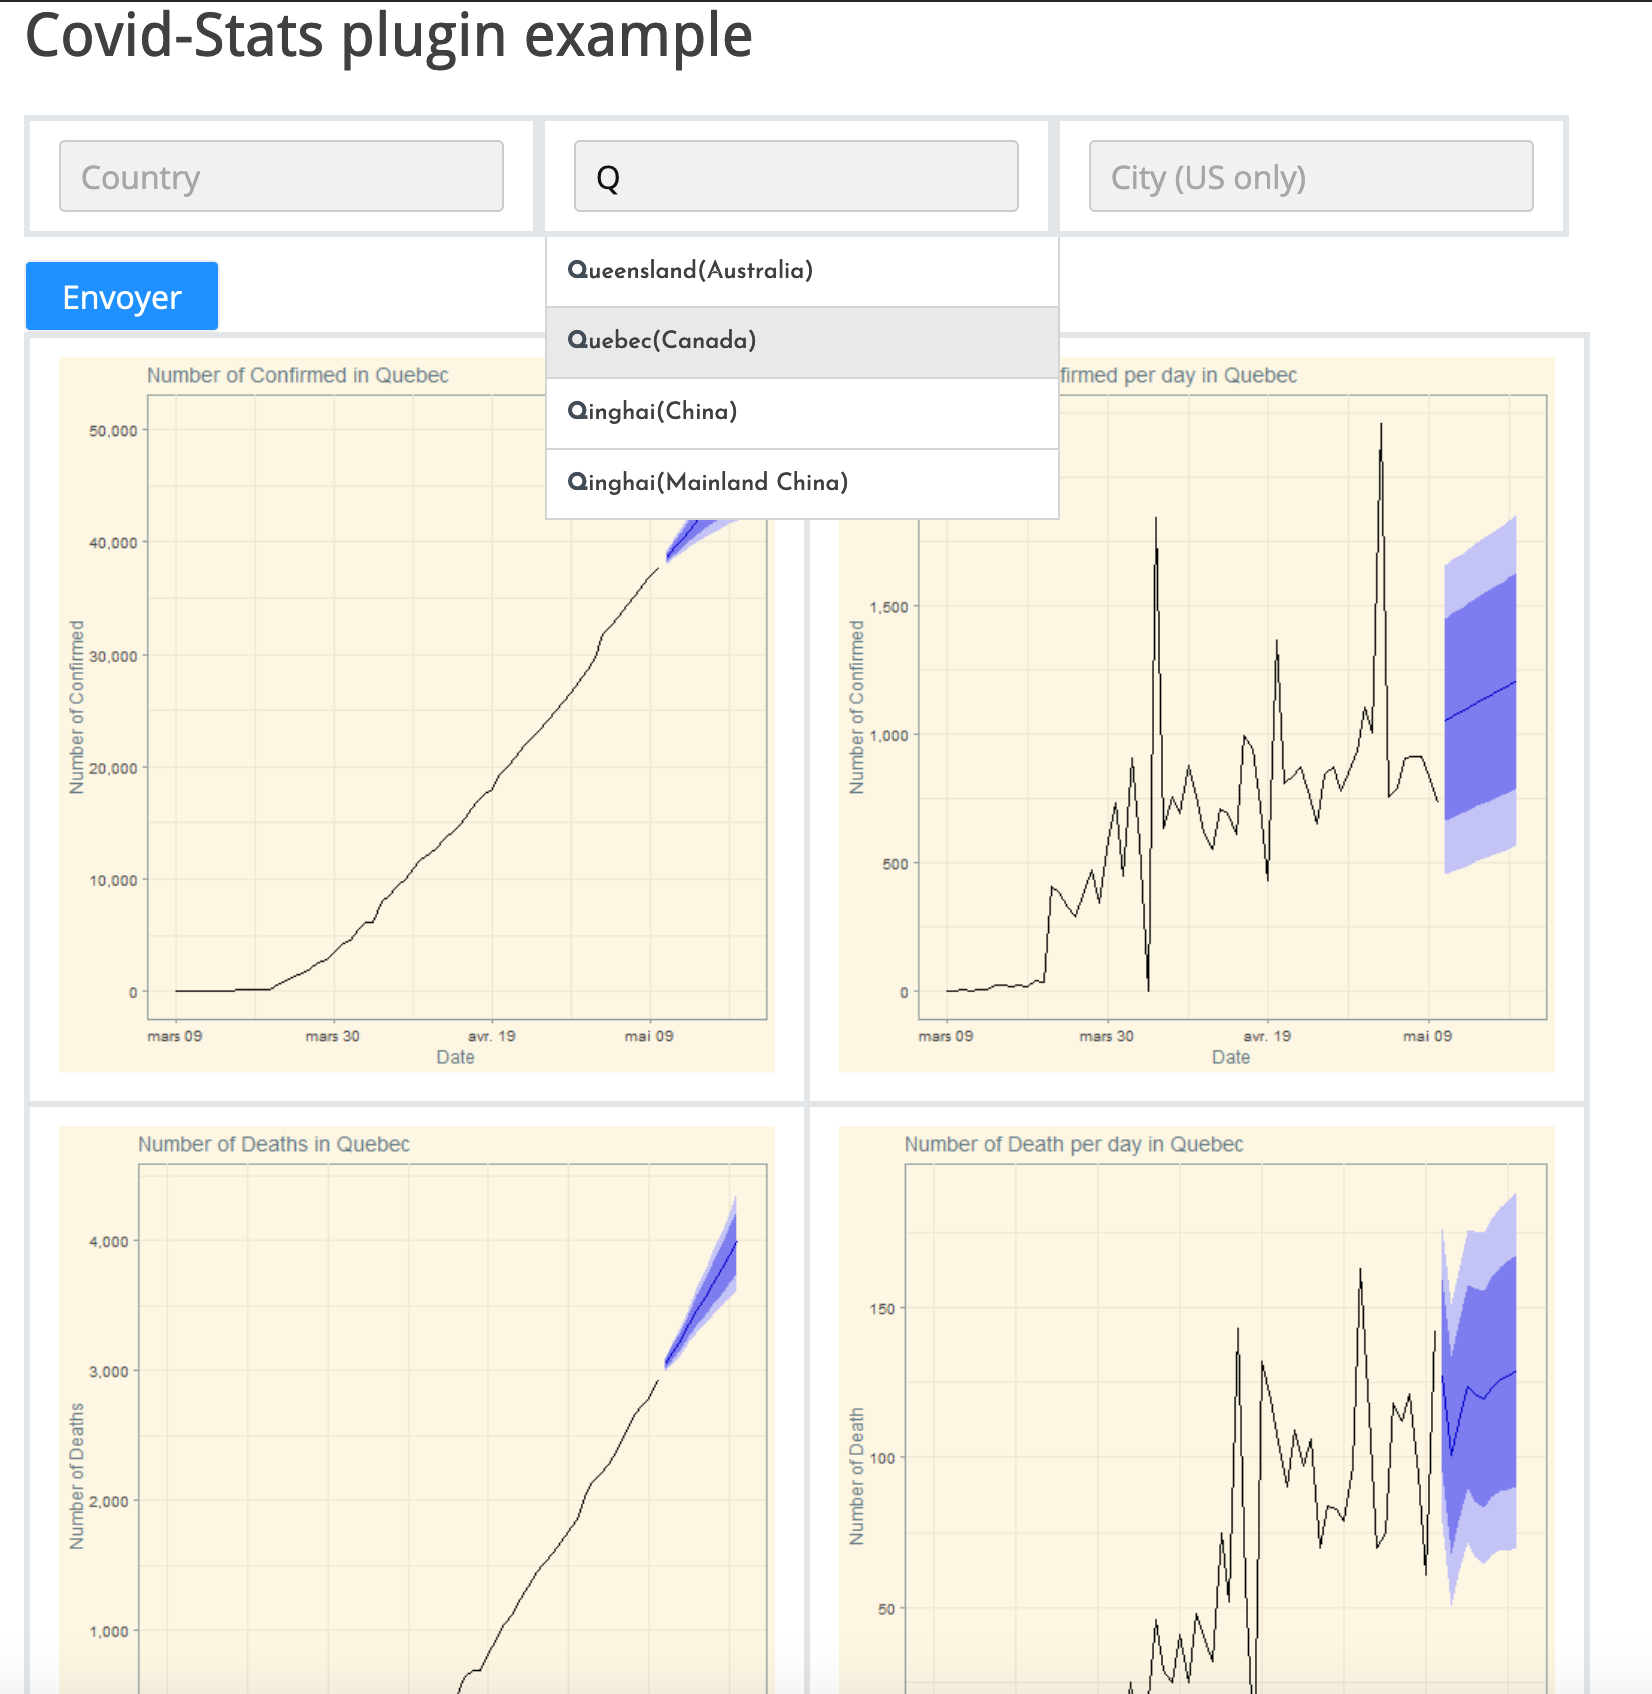 Covid-Stats plugin example
Country
Q
City (US only)
Queensland(Australia)
Quebec(Canada)
Qinghai(China)
Qinghai(Mainland China)
Envoyer
Number of Confirmed in Quebec
50,000
40,000
30,000
20,000
10,000
0
Number of Confirmed
mars 09
mars 30
avr. 19
mai 09
Date
firmed per day in Quebec
1,500
1,000
500
0
Number of Confirmed
mars 09
mars 30
avr. 19
mai 09
Date
Number of Deaths in Quebec
4,000
3,000
2,000
1,000
Number of Deaths
Number of Death per day in Quebec
150
100
50
Number of Death